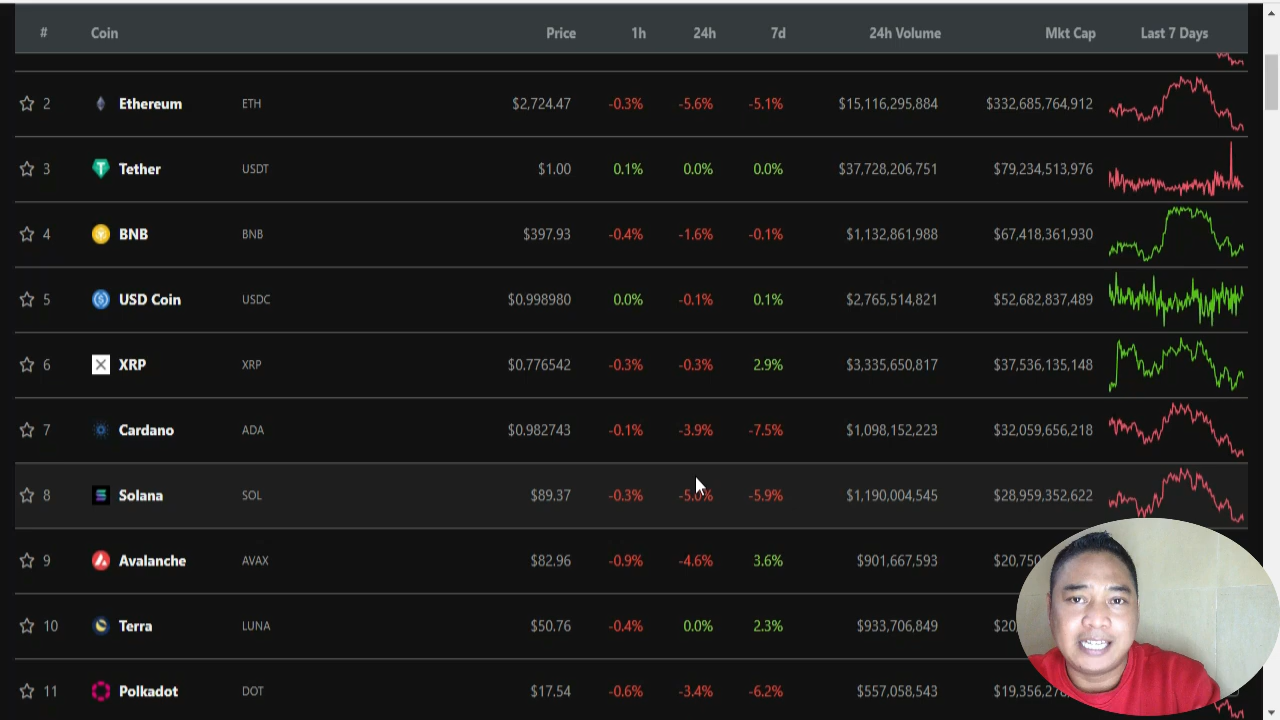 # Coin Price 1h 24h 7d 24h Volume Mkt Cap Last 7 Days
2 Ethereum ETH $2,724.47 -0.3% -5.6% -5.1% $15,116,295,884 $332,685,764,912
3 Tether USDT $1.00 0.1% 0.0% 0.0% $37,728,206,751 $79,234,513,976
4 BNB BNB $397.93 -0.4% -1.6% -0.1% $1,132,861,988 $67,418,361,930
5 USD Coin USDC $0.998980 0.0% -0.1% 0.1% $2,765,514,821 $52,682,837,489
6 XRP XRP $0.776542 -0.3% -0.3% 2.9% $3,335,650,817 $37,536,135,148
7 Cardano ADA $0.982743 -0.1% -3.9% -7.5% $1,098,152,223 $32,059,656,218
8 Solana SOL $89.37 -0.3% -5.9% $1,190,004,545 $28,959,352,622
9 Avalanche AVAX $82.96 -0.9% -4.6% 3.6% $901,667,593 $20,750
10 Terra LUNA $50.76 -0.4% 0.0% 2.3% $933,706,849 $20,
11 Polkadot DOT $17.54 -0.6% -3.4% -6.2% $557,058,543 $19,356,27